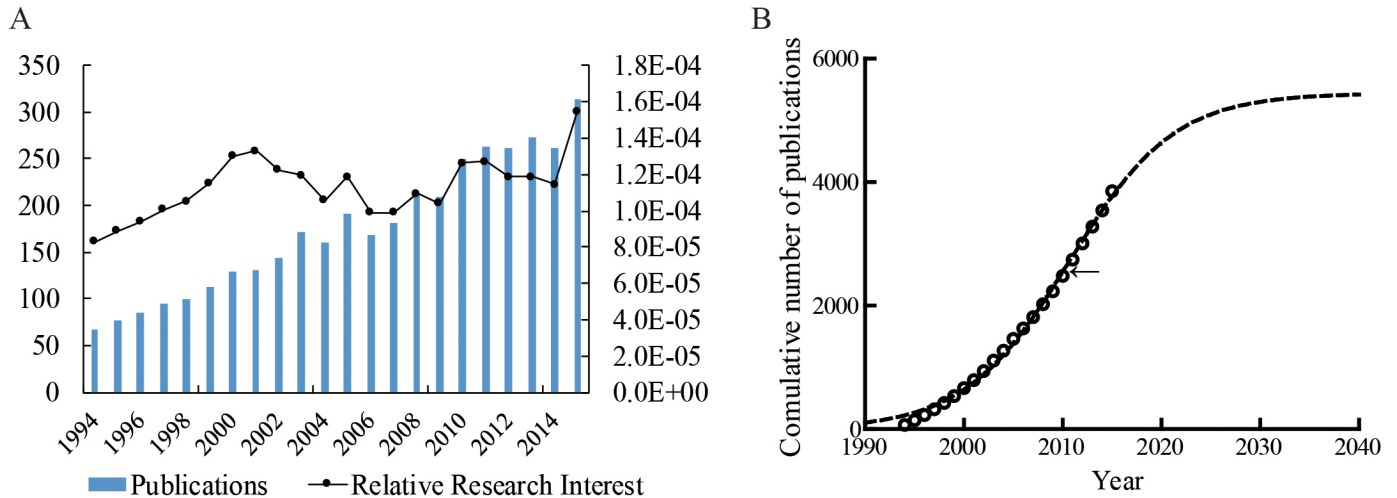 A
350
300
250
200
150
100
50
0
1.8E-04
1.6E-04
1.4E-04
1.2E-04
1.0E-04
8.0E-05
6.0E-05
4.0E-05
2.0E-05
0.0E+00
1994
1996
1998
2000
2002
2004
2006
2008
2010
2012
2014
Publications
Relative Research Interest
B
Comulative number of publications
6000
4000
2000
0
1990
2000
2010
2020
2030
2040
Year